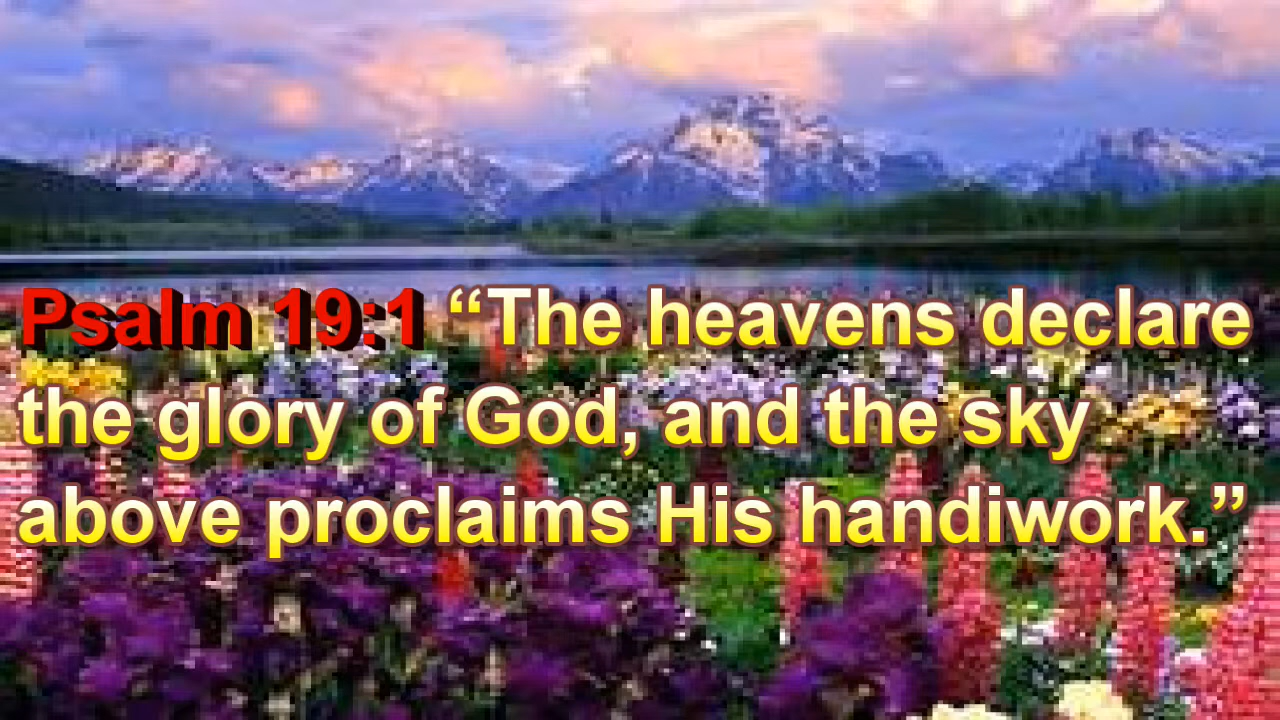 Psalm 19:1 “The heavens declare
the glory of God, and the sky
above proclaims His handiwork.”